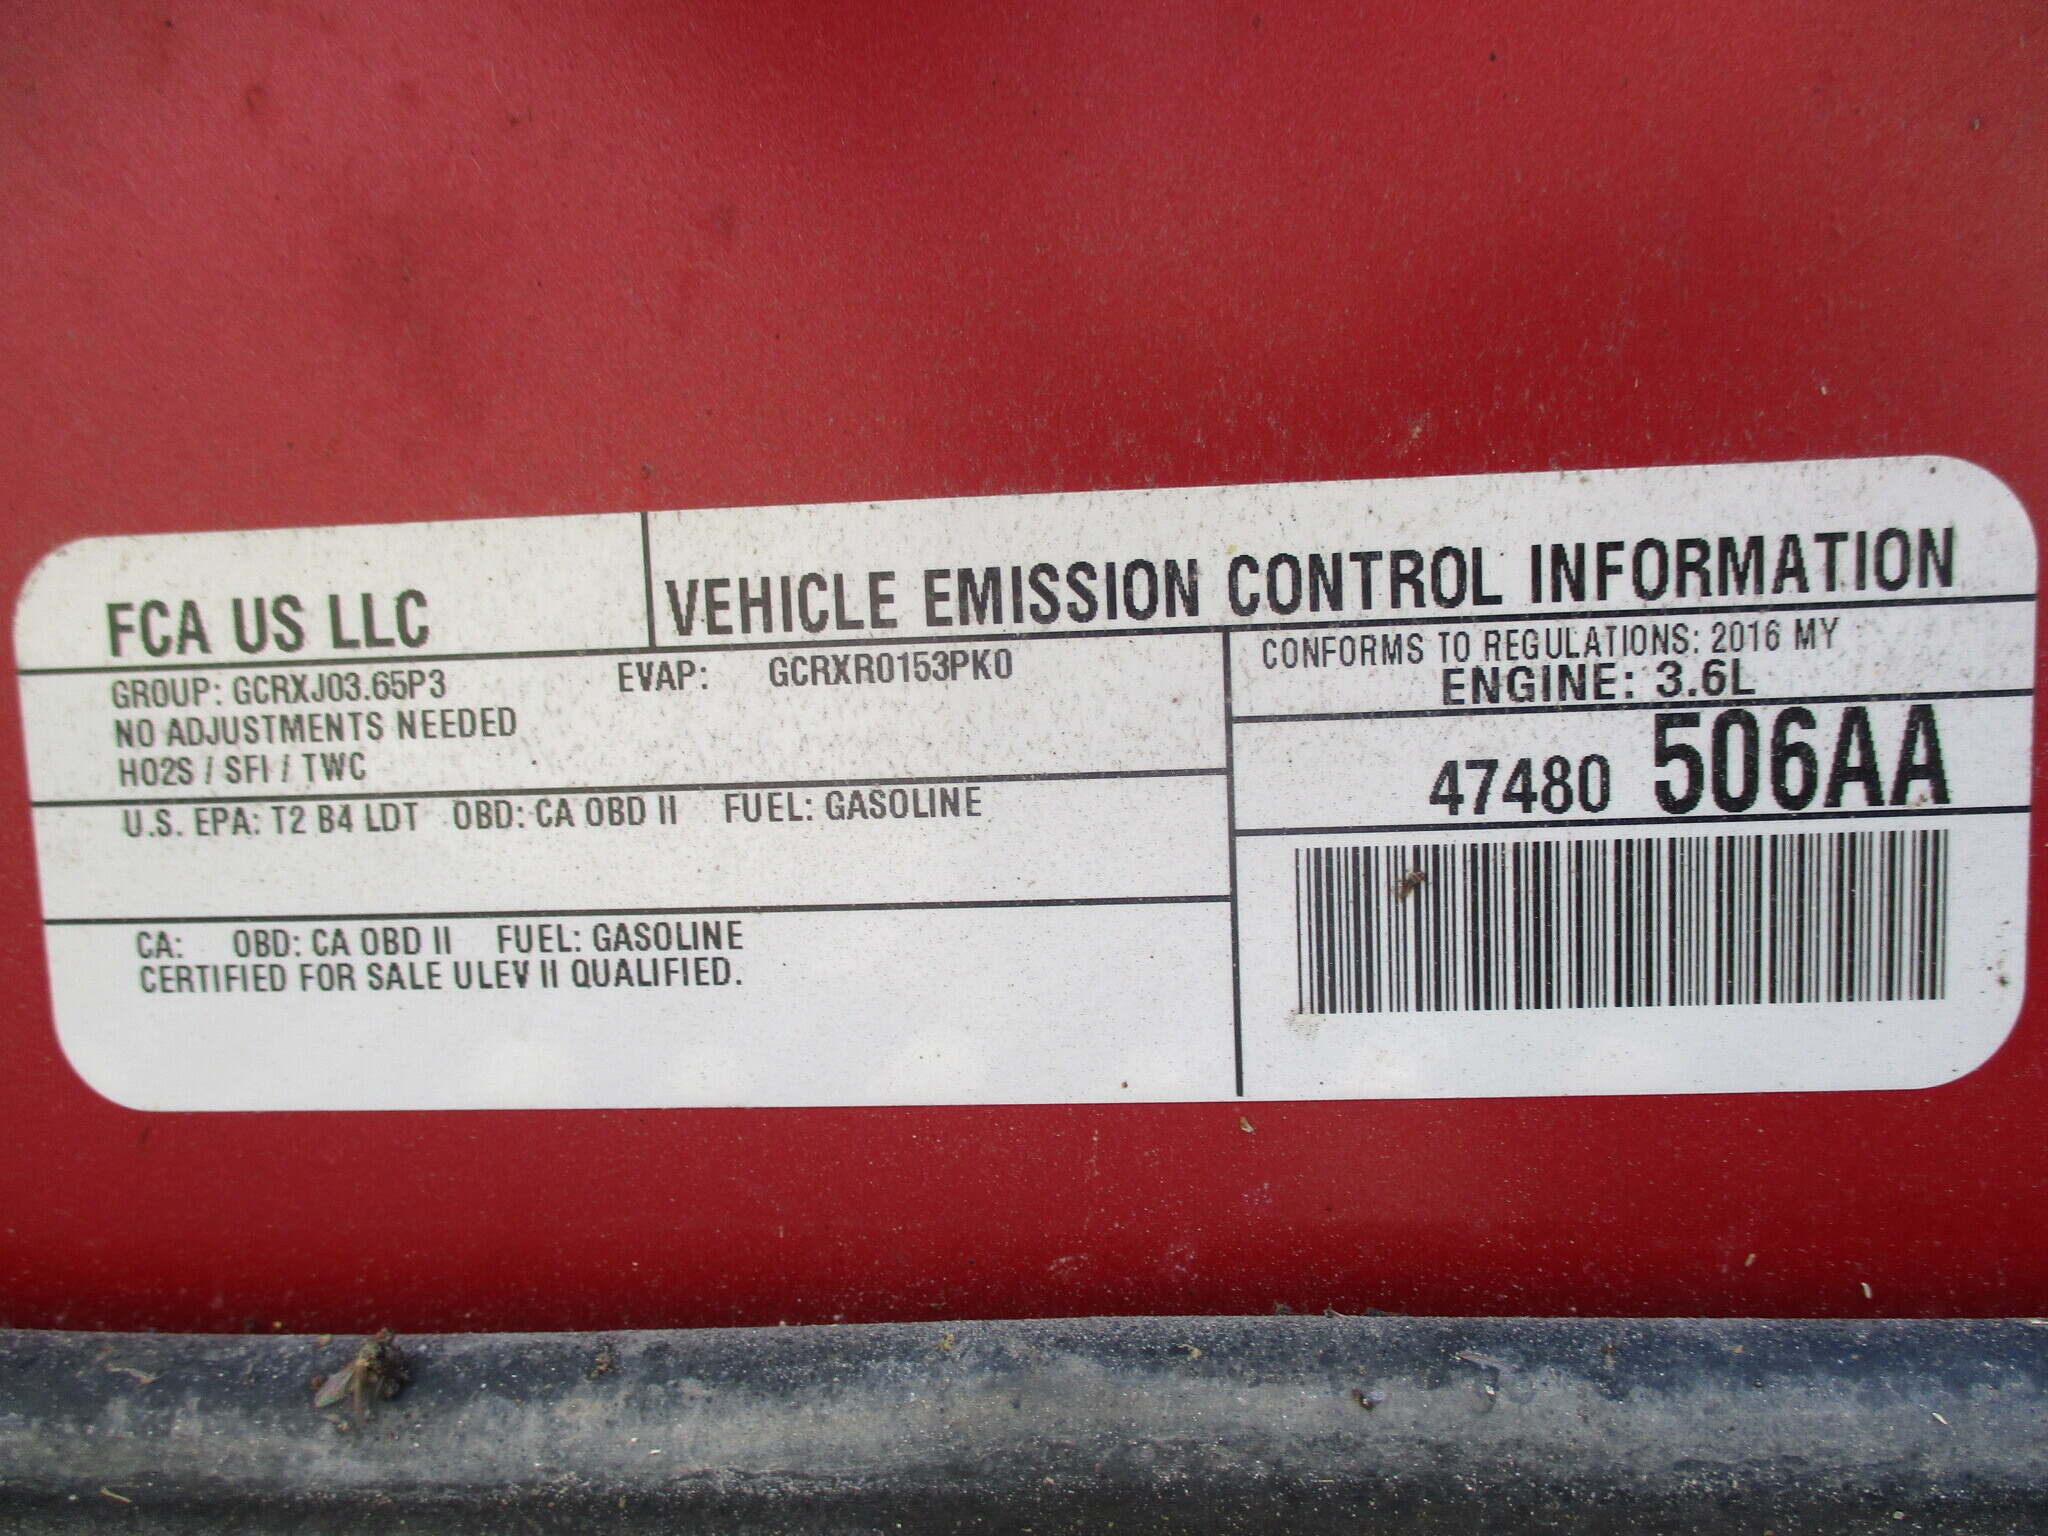 FCA US LLC
VEHICLE EMISSION CONTROL INFORMATION
GROUP: GCRXJ03.65P3 EVAP: GCRXR0153PK0
NO ADJUSTMENTS NEEDED
HO2S / SFI / TWC
CONFORMS TO REGULATIONS: 2016 MY
ENGINE: 3.6L
47480 506AA
U.S. EPA: T2 B4 LDT OBD: CA OBD II FUEL: GASOLINE
CA: OBD: CA OBD II FUEL: GASOLINE
CERTIFIED FOR SALE ULEV II QUALIFIED.